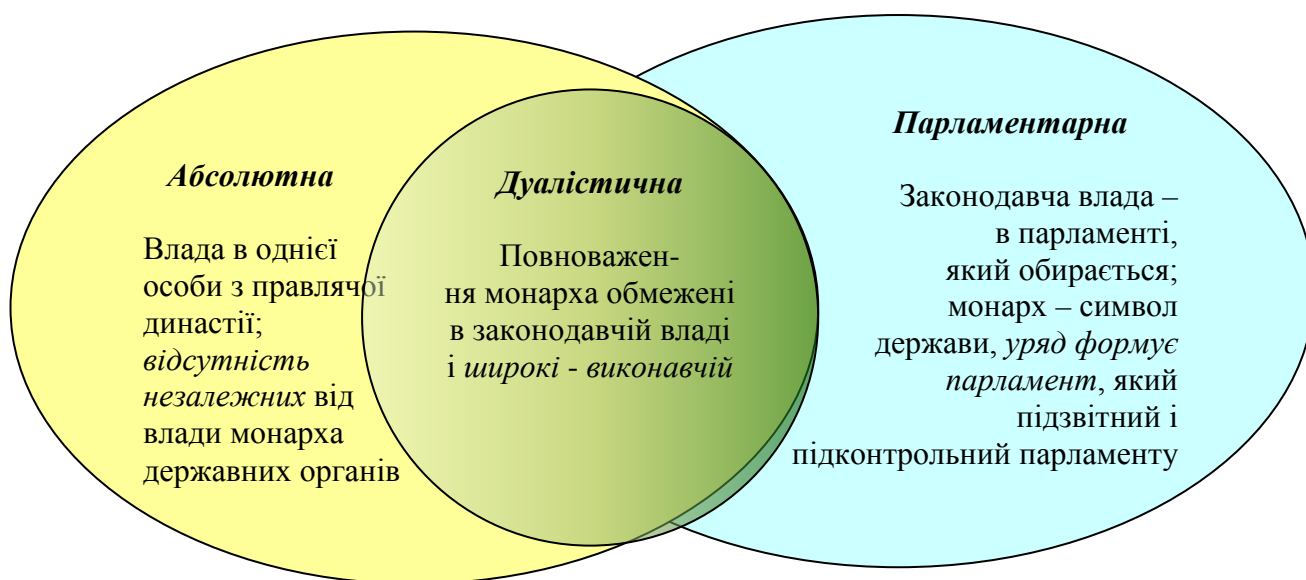 Абсолютна
Влада в однієї
особи з правлячої
династії;
відсутність
незалежних від
влади монарха
державних органів
Дуалістична
Повноважен-
ня монарха обмежені
в законодавчій владі
і широкі - виконавчій
Парламентарна
Законодавча влада –
в парламенті,
який обирається;
монарх – символ
держави, уряд формує
парламент, який
підзвітний і
підконтрольний парламенту